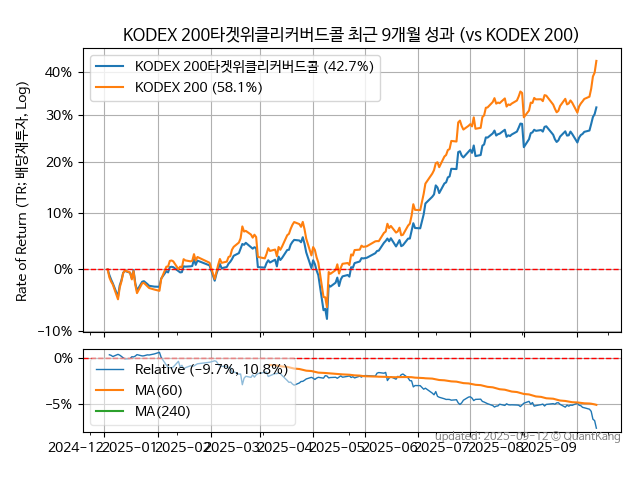 KODEX 200타겟위클리커버드콜 최근 9개월 성과 (vs KODEX 200)
Rate of Return (TR; 배당재투자, Log)
KODEX 200타겟위클리커버드콜 (42.7%)
KODEX 200 (58.1%)
40%
30%
20%
10%
0%
−10%
Relative (−9.7%, 10.8%)
MA(60)
MA(240)
0%
−5%
updated: 2025-09-12 © QuantKang
2024-12 2025-01 2025-02 2025-03 2025-04 2025-05 2025-06 2025-07 2025-08 2025-09